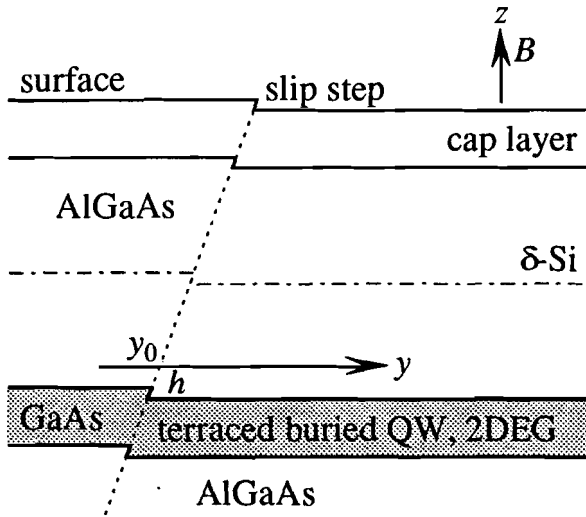 z
B
surface
slip step
cap layer
AlGaAs
δ-Si
y₀
y
h
GaAs
terraced buried QW, 2DEG
AlGaAs